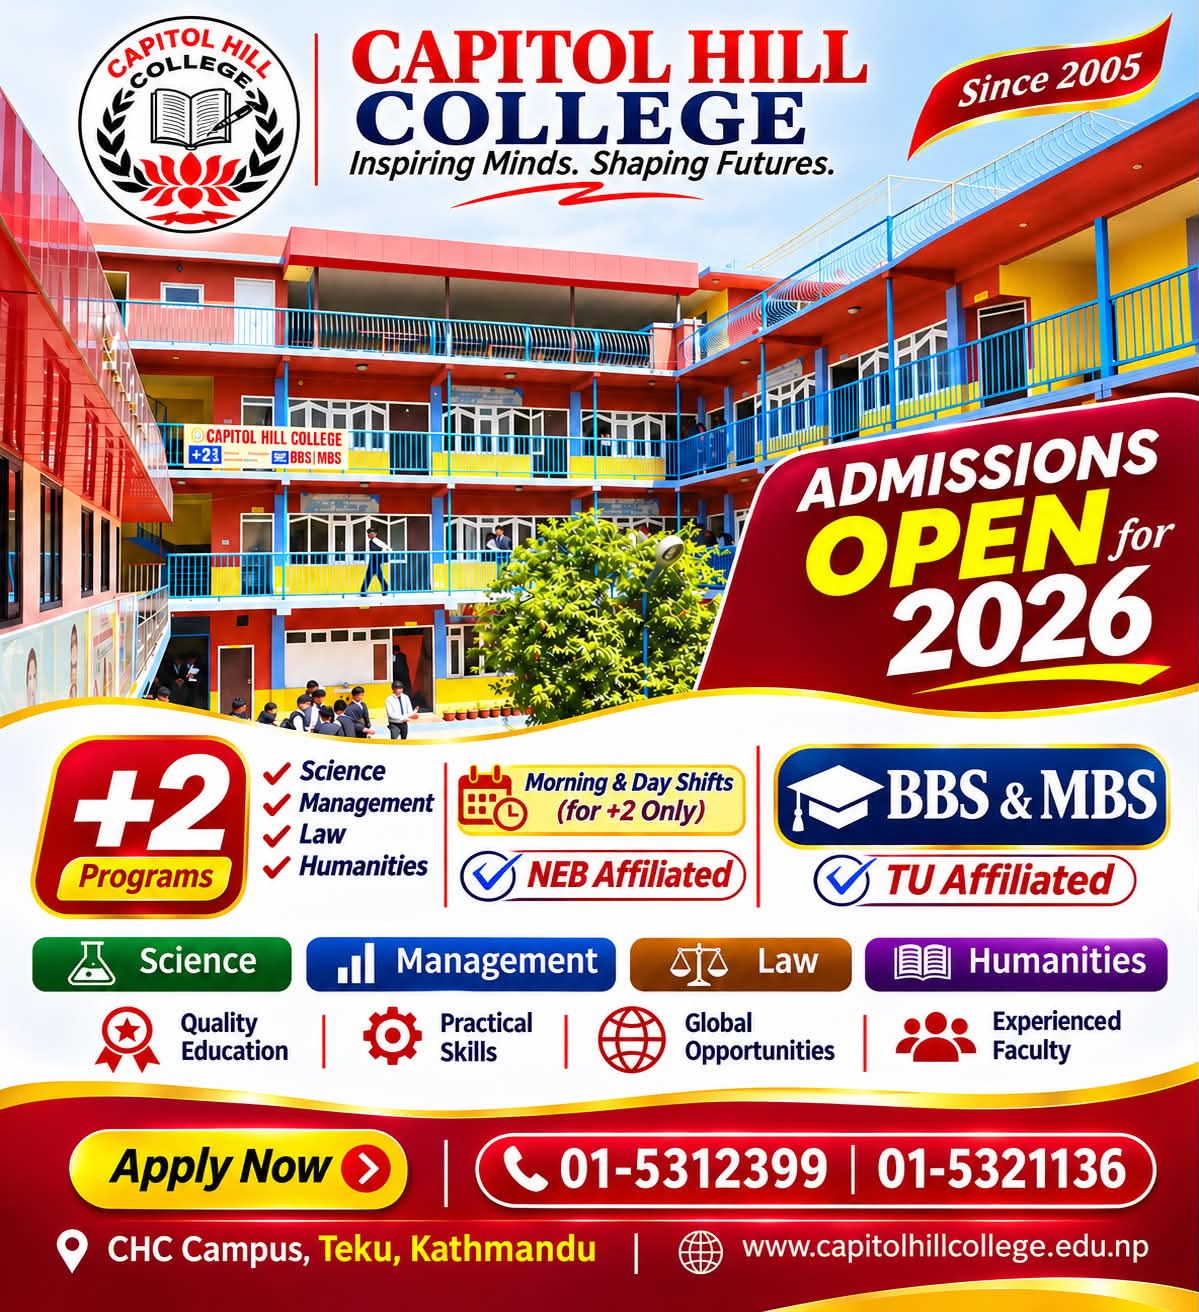 CAPITOL HILL
COLLEGE
CAPITOL HILL
COLLEGE
Inspiring Minds. Shaping Futures.
Since 2005
CAPITOL HILL COLLEGE
+2
BBS|MBS
ADMISSIONS
OPEN for
2026
+2
Programs
Science
Management
Law
Humanities
Morning & Day Shifts
(for +2 Only)
NEB Affiliated
BBS & MBS
TU Affiliated
Science
Management
Law
Humanities
Quality
Education
Practical
Skills
Global
Opportunities
Experienced
Faculty
Apply Now
01-5312399 | 01-5321136
CHC Campus, Teku, Kathmandu
www.capitolhillcollege.edu.np